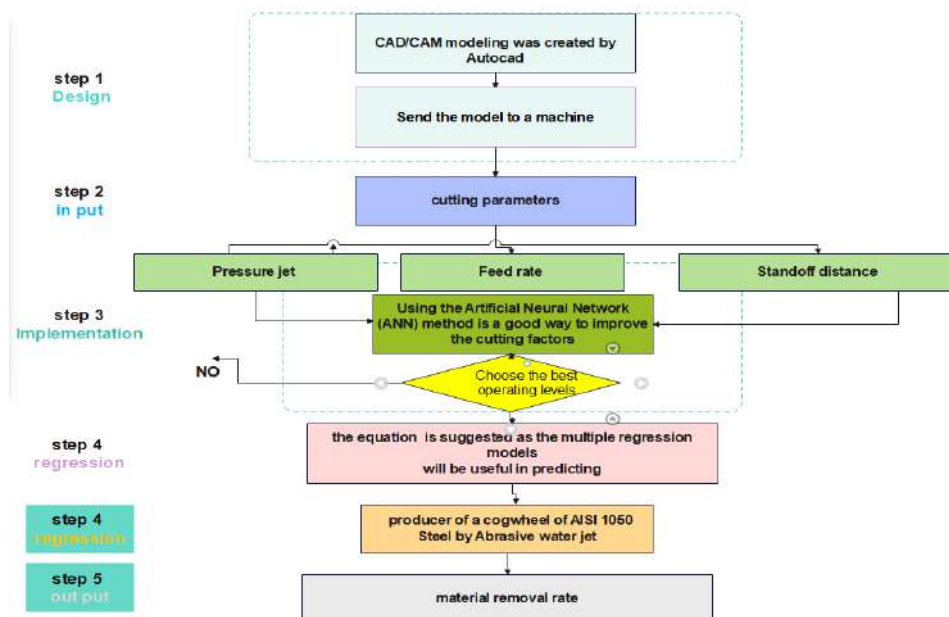 CAD/CAM modeling was created by
Autocad
step 1
Design
Send the model to a machine
step 2
in put
cutting parameters
Pressure jet
Feed rate
Standoff distance
step 3
Implementation
Using the Artificial Neural Network
(ANN) method is a good way to improve
the cutting factors
NO
Choose the best
operating levels
step 4
regression
the equation is suggested as the multiple regression
models
will be useful in predicting
step 4
regression
producer of a cogwheel of AISI 1050
Steel by Abrasive water jet
step 5
out put
material removal rate